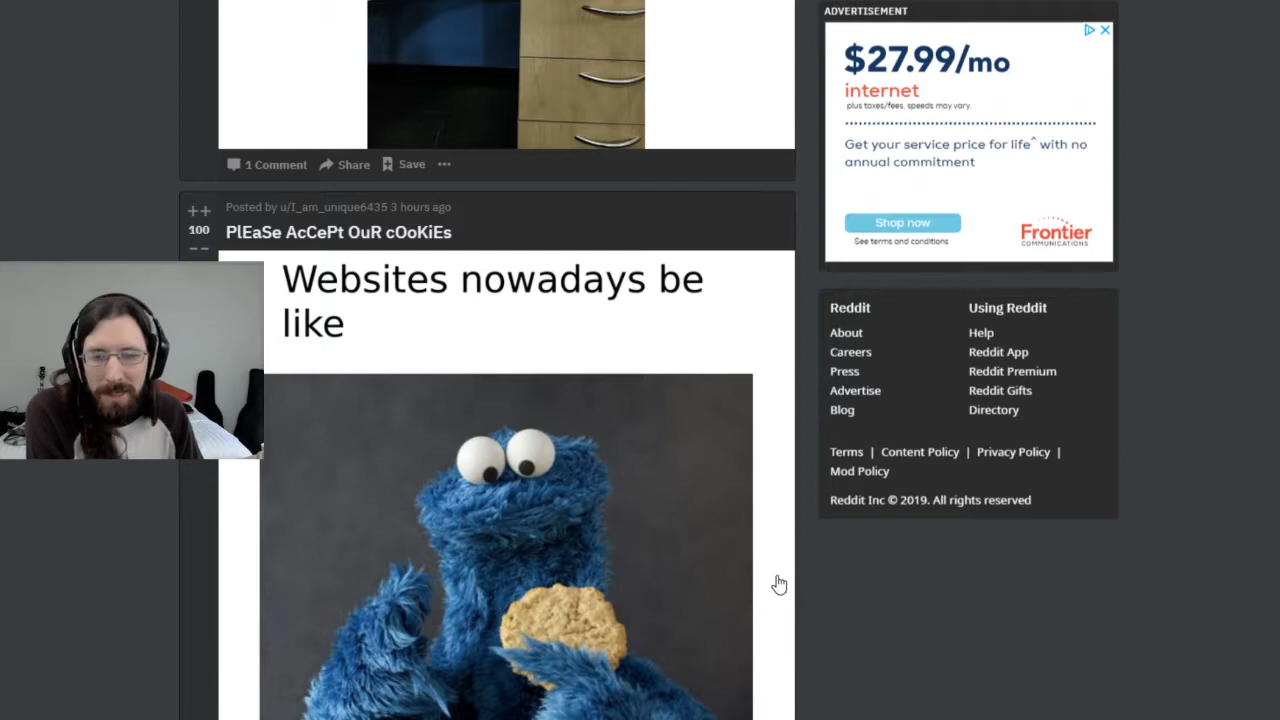 1 Comment Share Save
Posted by u/I_am_unique6435 3 hours ago
++
100
--
PlEaSe AcCePt OuR cOoKiEs
Websites nowadays be
like
ADVERTISEMENT
$27.99/mo
internet
plus taxes/fees. speeds may vary.
Get your service price for life^ with no
annual commitment
Shop now
See terms and conditions
Frontier
COMMUNICATIONS
Reddit Using Reddit
About Help
Careers Reddit App
Press Reddit Premium
Advertise Reddit Gifts
Blog Directory
Terms | Content Policy | Privacy Policy |
Mod Policy
Reddit Inc © 2019. All rights reserved